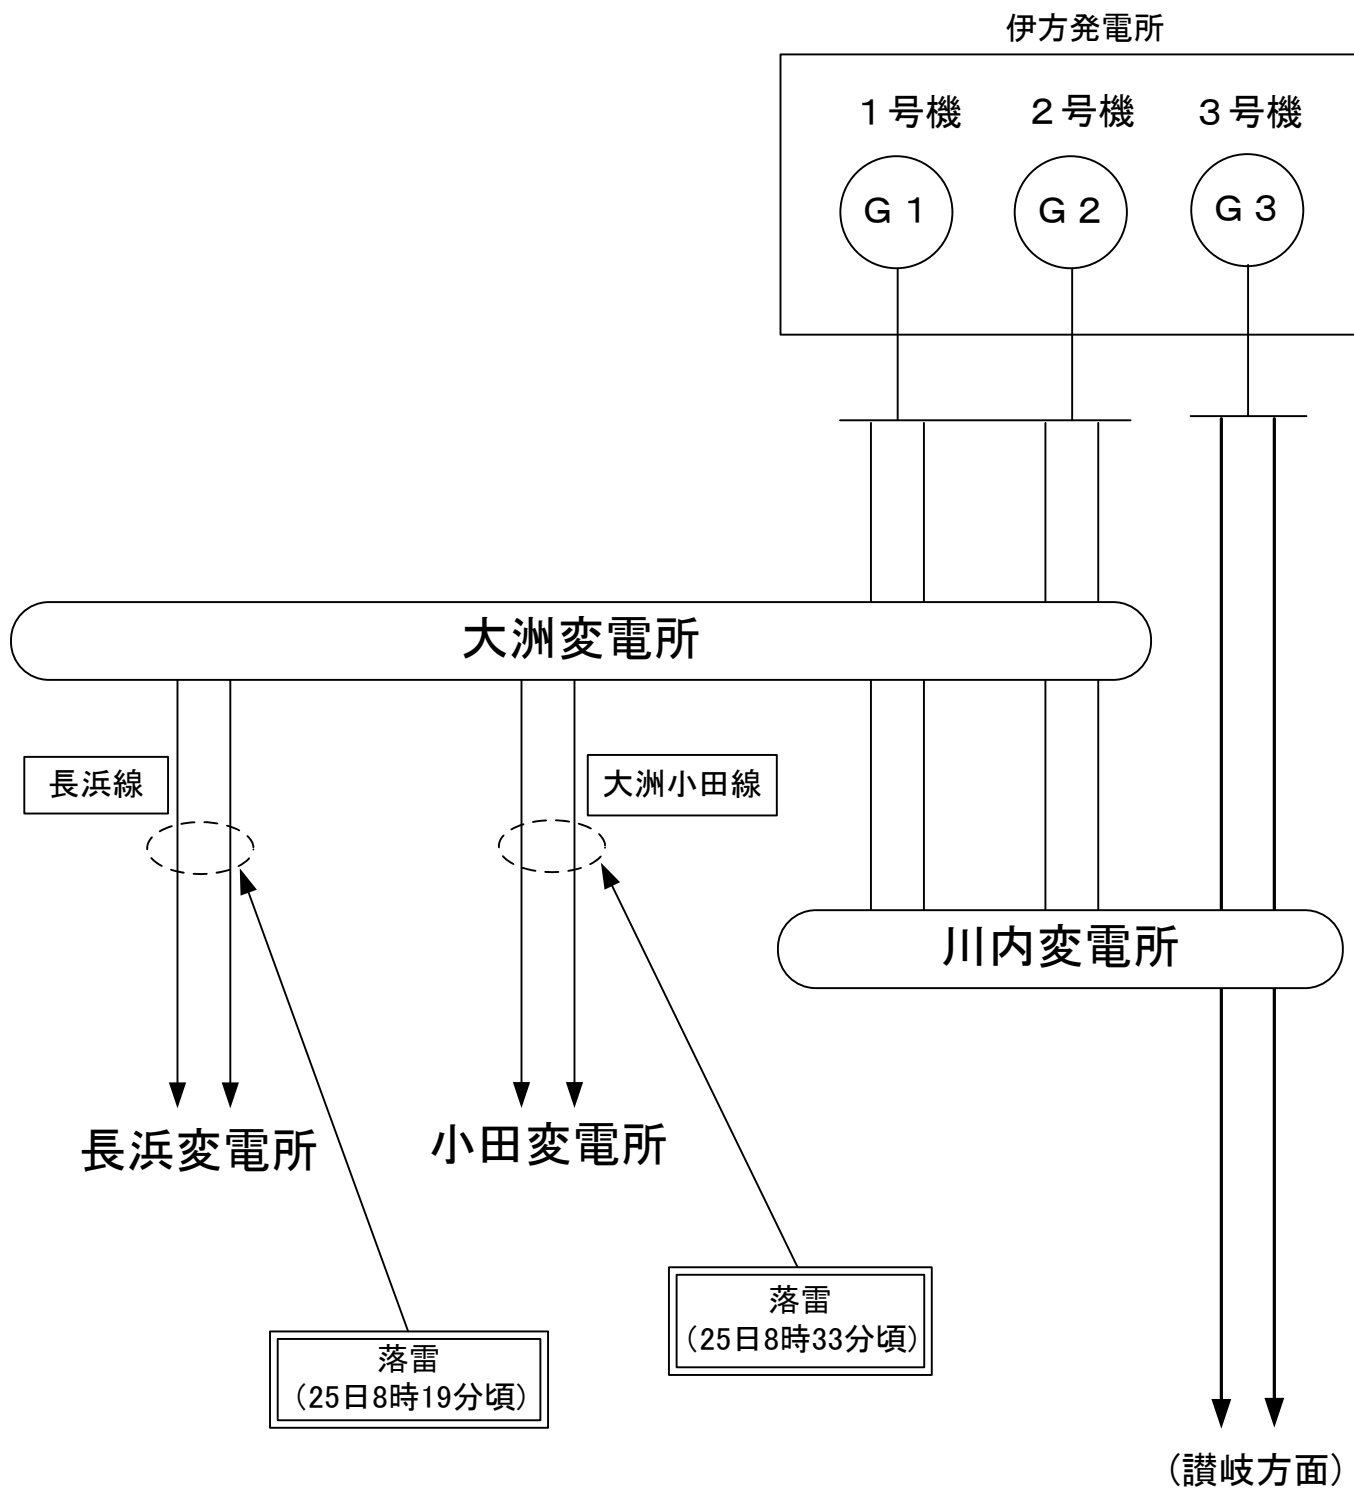 伊方発電所
1号機
2号機
3号機
G1
G2
G3
大洲変電所
長浜線
大洲小田線
川内変電所
長浜変電所
小田変電所
落雷
(25日8時33分頃)
落雷
(25日8時19分頃)
(讃岐方面)